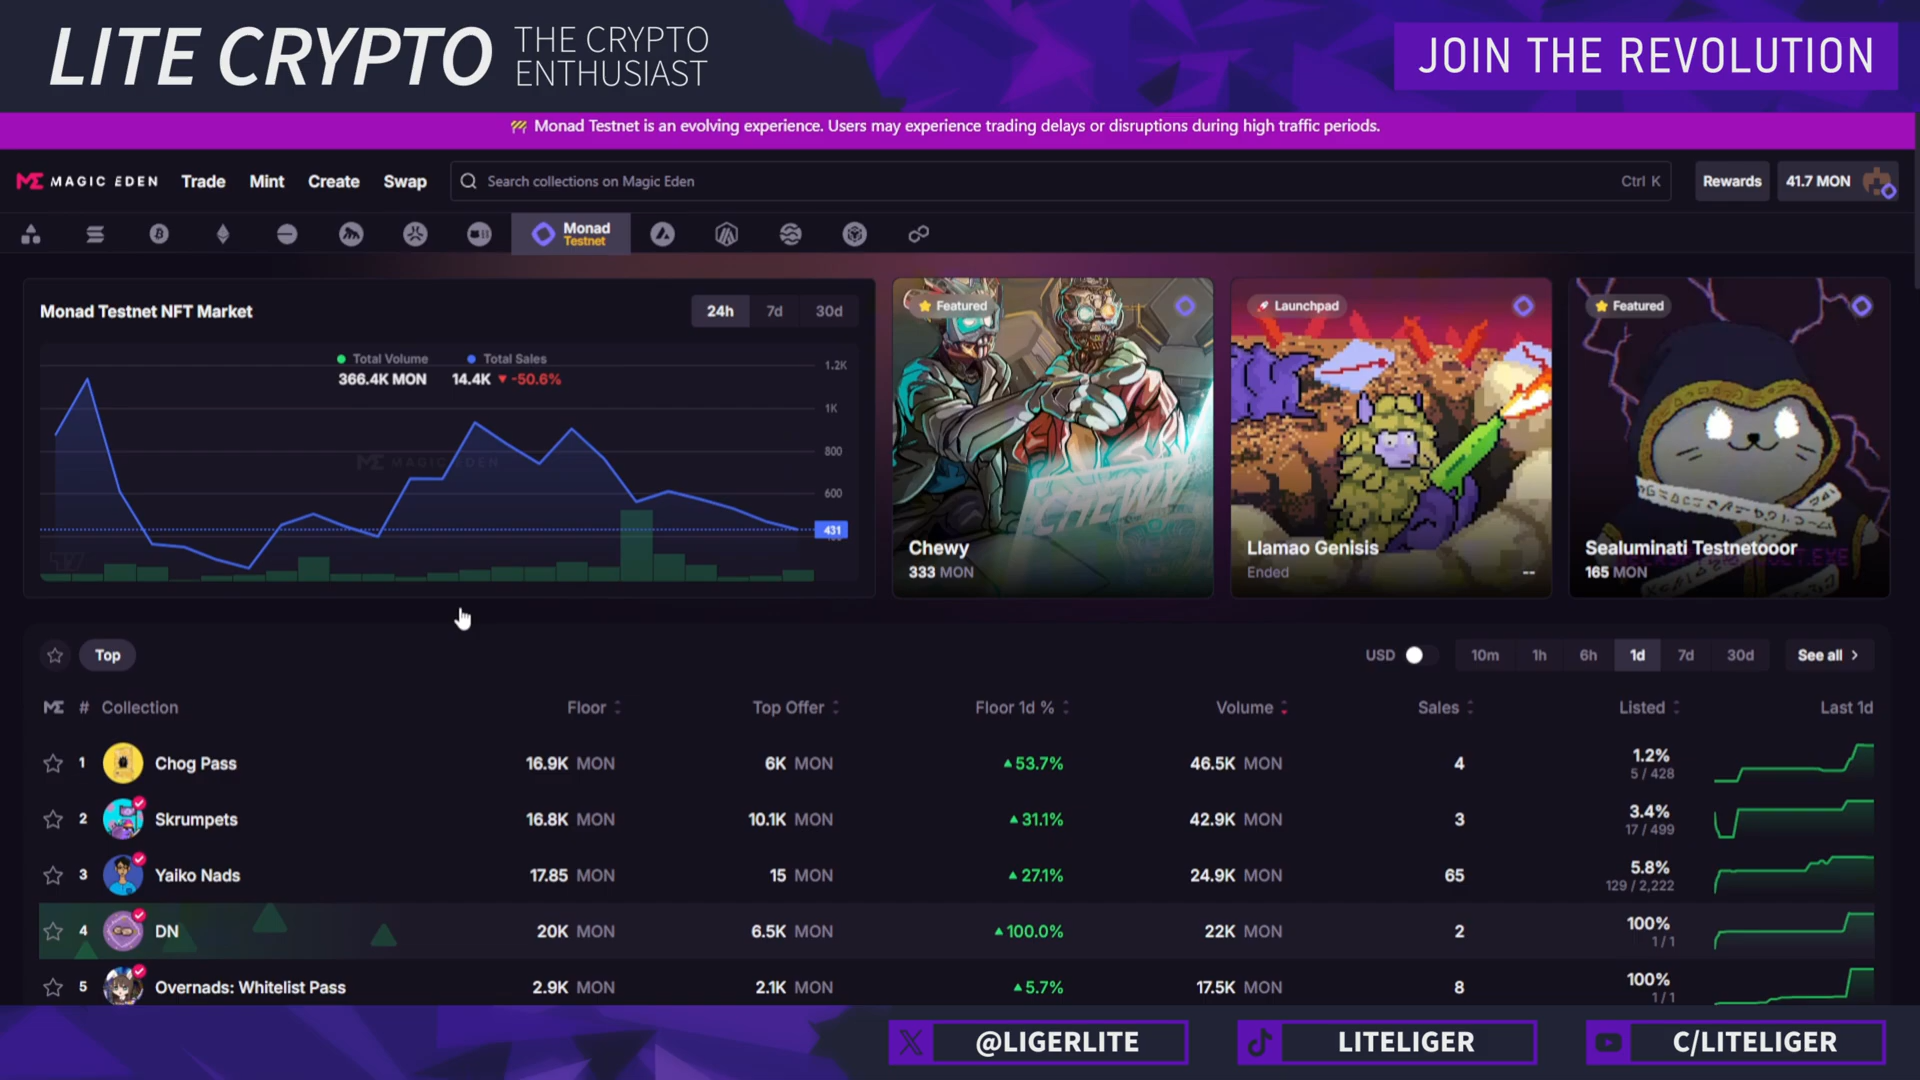 LITE CRYPTO
THE CRYPTO
ENTHUSIAST
JOIN THE REVOLUTION
🚧 Monad Testnet is an evolving experience. Users may experience trading delays or disruptions during high traffic periods.
MAGIC EDEN
Trade Mint Create Swap
Search collections on Magic Eden
Ctrl K
Rewards
41.7 MON
Monad
Testnet
Monad Testnet NFT Market
24h 7d 30d
Total Volume Total Sales
366.4K MON 14.4K ▼ -50.6%
1.2K
1K
800
600
431
MAGIC EDEN
Featured
CHEWY
Chewy
333 MON
Launchpad
Llamao Genisis
Ended --
Featured
Sealuminati Testnetooor
165 MON
Top
USD 10m 1h 6h 1d 7d 30d See all >
# Collection Floor Top Offer Floor 1d % Volume Sales Listed Last 1d
1 Chog Pass 16.9K MON 6K MON ▲53.7% 46.5K MON 4 1.2%
5 / 428
2 Skrumpets 16.8K MON 10.1K MON ▲31.1% 42.9K MON 3 3.4%
17 / 499
3 Yaiko Nads 17.85 MON 15 MON ▲27.1% 24.9K MON 65 5.8%
129 / 2,222
4 DN 20K MON 6.5K MON ▲100.0% 22K MON 2 100%
1 / 1
5 Overnads: Whitelist Pass 2.9K MON 2.1K MON ▲5.7% 17.5K MON 8 100%
1 / 1
@LIGERLITE
LITELIGER
C/LITELIGER